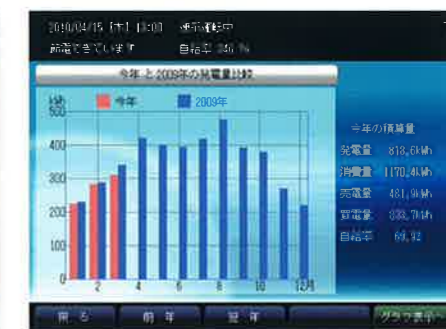 2010/04/15 [木] 13:00 表示運転中
節電できています 自給率 346 %
今年 と 2009年の発電量比較
kWh
今年 2009年
500
400
300
200
100
0
2 4 6 8 10 12月
今年の積算量
発電量 818.6kWh
消費量 1170.4kWh
売電量 481.9kWh
買電量 833.7kWh
自給率 69.92
戻 る 前 年 翌 年 グラフ表示